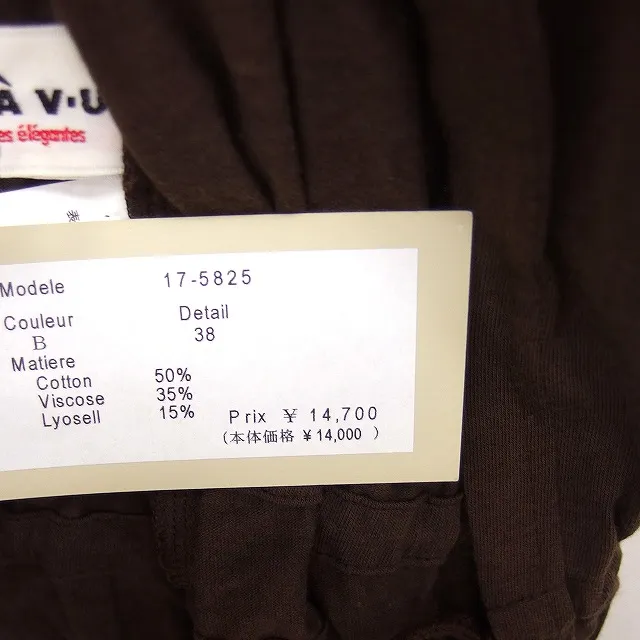 À V·U
es élégantes
Modele 17-5825
Couleur Detail
B 38
Matiere
Cotton 50%
Viscose 35%
Lyosell 15%
Prix ¥ 14,700
(本体価格 ¥14,000 )